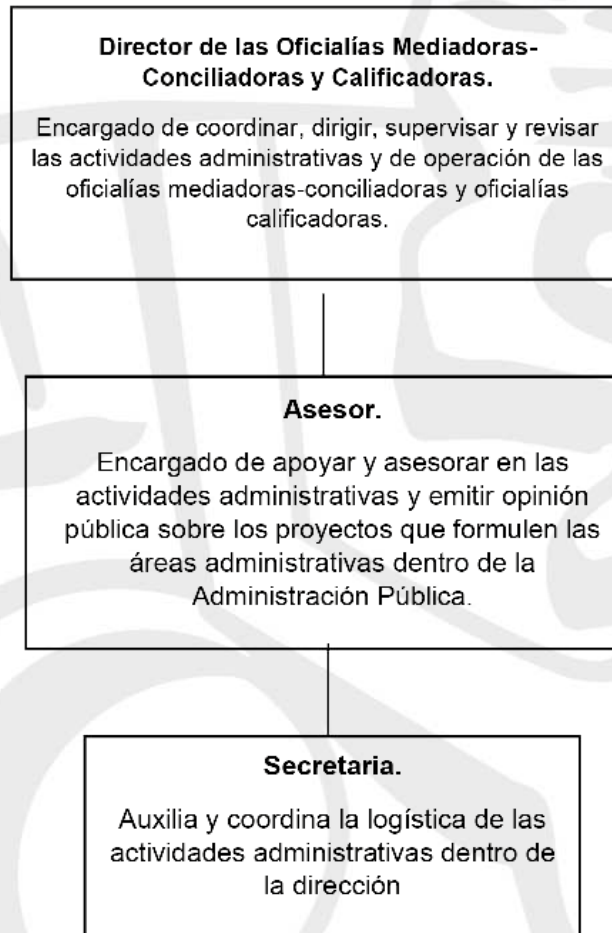 Director de las Oficialías Mediadoras-
Conciliadoras y Calificadoras.
Encargado de coordinar, dirigir, supervisar y revisar
las actividades administrativas y de operación de las
oficialías mediadoras-conciliadoras y oficialías
calificadoras.
Asesor.
Encargado de apoyar y asesorar en las
actividades administrativas y emitir opinión
pública sobre los proyectos que formulen las
áreas administrativas dentro de la
Administración Pública.
Secretaria.
Auxilia y coordina la logística de las
actividades administrativas dentro de
la dirección